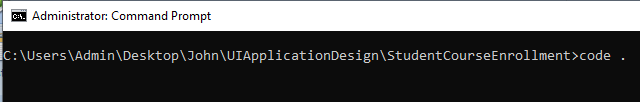 Administrator: Command Prompt
C:\Users\Admin\Desktop\John\UIApplicationDesign\StudentCourseEnrollment>code .